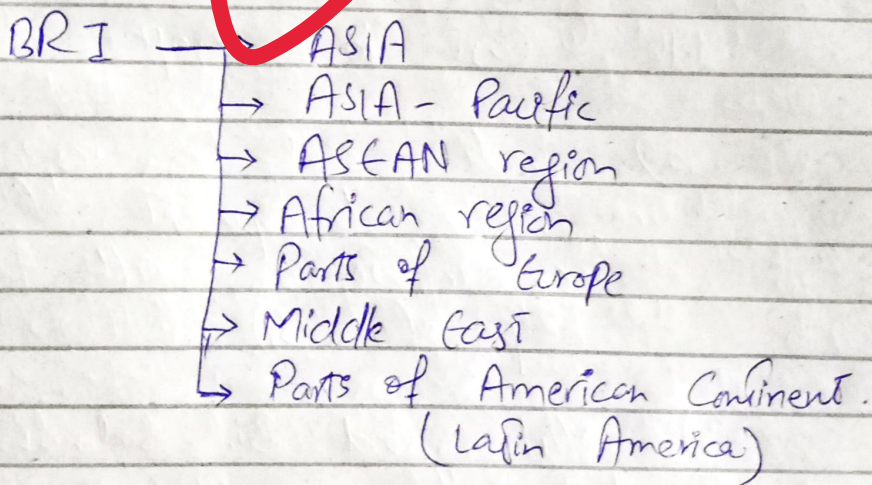 BRI → ASIA
→ ASIA - Pacific
→ ASEAN region
→ African region
→ Parts of Europe
→ Middle East
→ Parts of American Continent.
(Latin America)